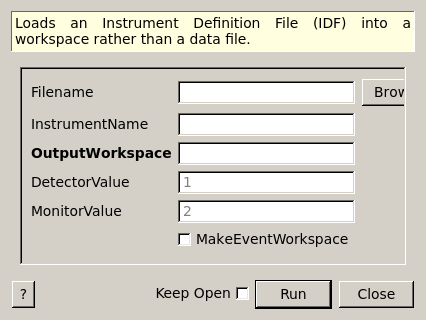 Loads an Instrument Definition File (IDF) into a
workspace rather than a data file.
Filename
Brow
InstrumentName
OutputWorkspace
DetectorValue 1
MonitorValue 2
MakeEventWorkspace
? Keep Open Run Close